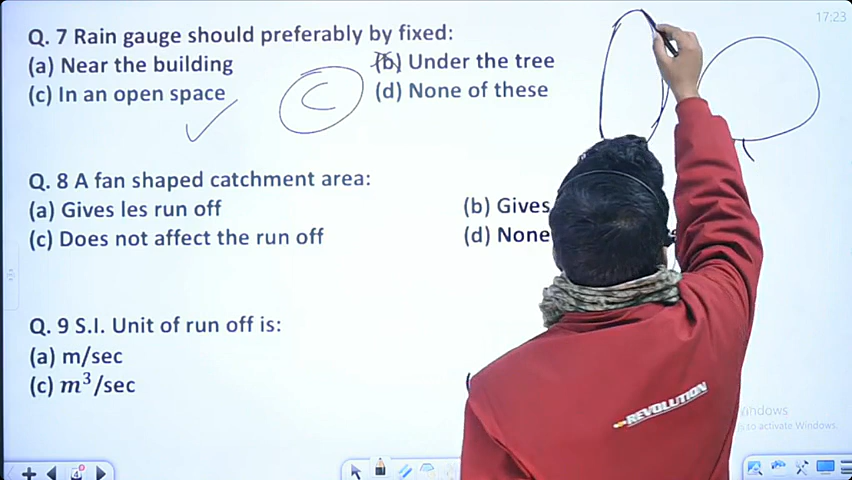 17:23
Q. 7 Rain gauge should preferably by fixed:
(a) Near the building (b) Under the tree
(c) In an open space (d) None of these
C
Q. 8 A fan shaped catchment area:
(a) Gives les run off (b) Gives
(c) Does not affect the run off (d) None
Q. 9 S.I. Unit of run off is:
(a) m/sec
(c) m³/sec
REVOLUTION
to activate Windows.
4